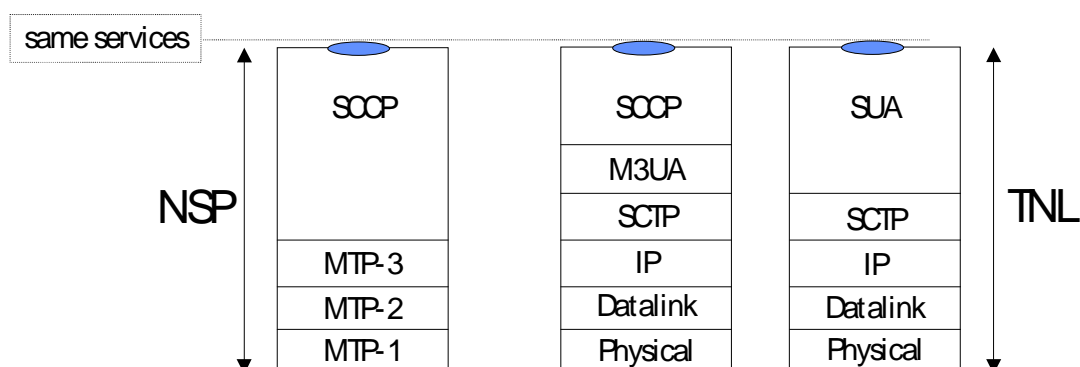 same services
SCCP
SCCP
SUA
M3UA
NSP
SCTP
SCTP
TNL
MTP-3
IP
IP
MTP-2
Datalink
Datalink
MTP-1
Physical
Physical